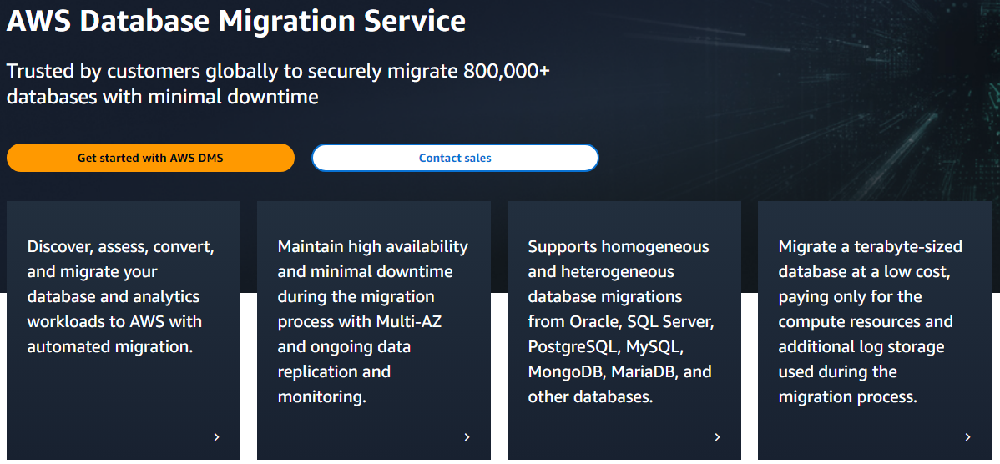 AWS Database Migration Service
Trusted by customers globally to securely migrate 800,000+
databases with minimal downtime
Get started with AWS DMS
Contact sales
Discover, assess, convert,
and migrate your
database and analytics
workloads to AWS with
automated migration.
Maintain high availability
and minimal downtime
during the migration
process with Multi-AZ
and ongoing data
replication and
monitoring.
Supports homogeneous
and heterogeneous
database migrations
from Oracle, SQL Server,
PostgreSQL, MySQL,
MongoDB, MariaDB, and
other databases.
Migrate a terabyte-sized
database at a low cost,
paying only for the
compute resources and
additional log storage
used during the
migration process.